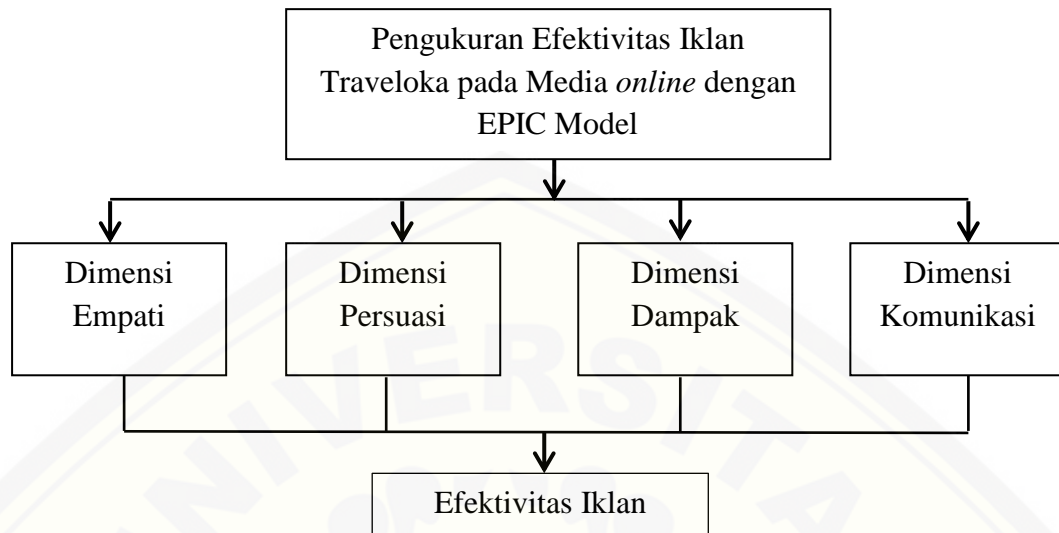 Pengukuran Efektivitas Iklan
Traveloka pada Media online dengan
EPIC Model
Dimensi
Empati
Dimensi
Persuasi
Dimensi
Dampak
Dimensi
Komunikasi
Efektivitas Iklan